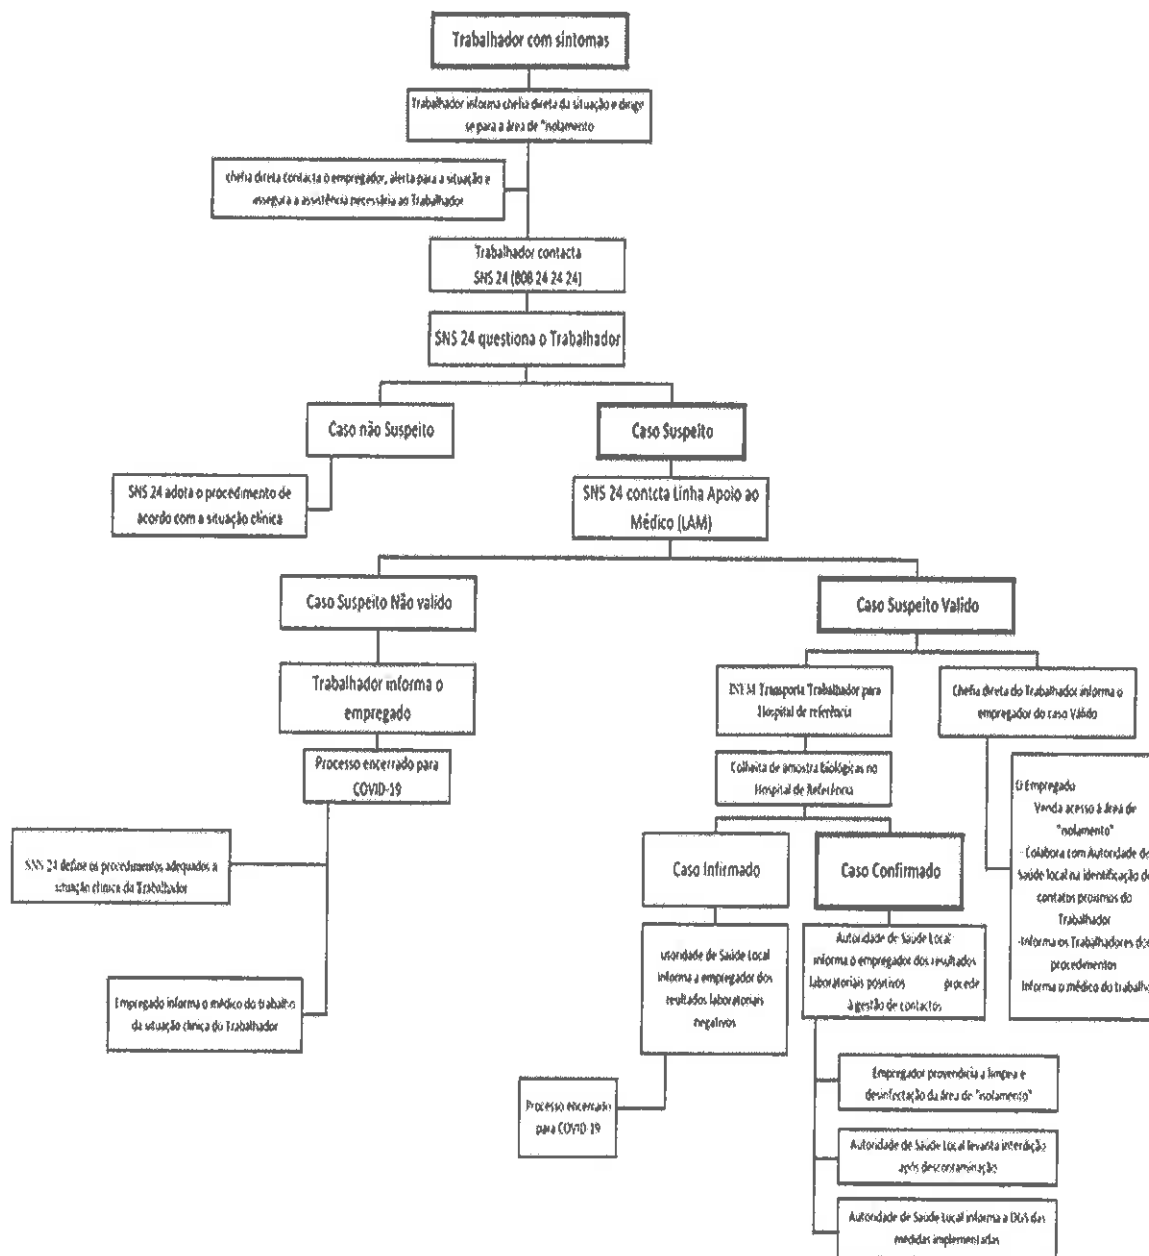 Trabalhador com sintomas
Trabalhador informa chefia direta da situação e dirige
se para a área de "isolamento
chefia direta contacta o empregador, alerta para a situação e
assegura a assistência necessária ao Trabalhador
Trabalhador contacta
SNS 24 (808 24 24 24)
SNS 24 questiona o Trabalhador
Caso não Suspeito
Caso Suspeito
SNS 24 adota o procedimento de
acordo com a situação clínica
SNS 24 contcta Linha Apoio ao
Médico (LAM)
Caso Suspeito Não valido
Caso Suspeito Valido
Trabalhador informa o
empregado
INEM Transporta Trabalhador para
Hospital de referência
Chefia direta do Trabalhador informa o
empregador do caso Válido
Processo encerrado para
COVID-19
Colheita de amostra biológicas no
Hospital de Referência
O Empregado
Venda acesso à área de
"isolamento"
- Colabora com Autoridade de
Saúde local na identificação de
contatos proximos do
Trabalhador
-Informa os Trabalhadores dos
procedimentos
Informa o médico do trabalho
SNS 24 define os procedimentos adequados a
situação clínica do Trabalhador
Caso Infirmado
Caso Confirmado
utoridade de Saúde Local
informa a empregador dos
resultados laboratoriais
negativos
Autoridade de Saúde Local
informa o empregador dos resultados
laboratoriais positivos procede
à gestão de contactos
Empregado informa o médico do trabalho
da situação clínica do Trabalhador
Processo encerrado
para COVID-19
Empregador a limpea e
desinfectação da área de "isolamento"
Autoridade de Saúde Local levanta interdição
após descontaminação
Autoridade de Saúde Local informa a DGS das
medidas implementadas